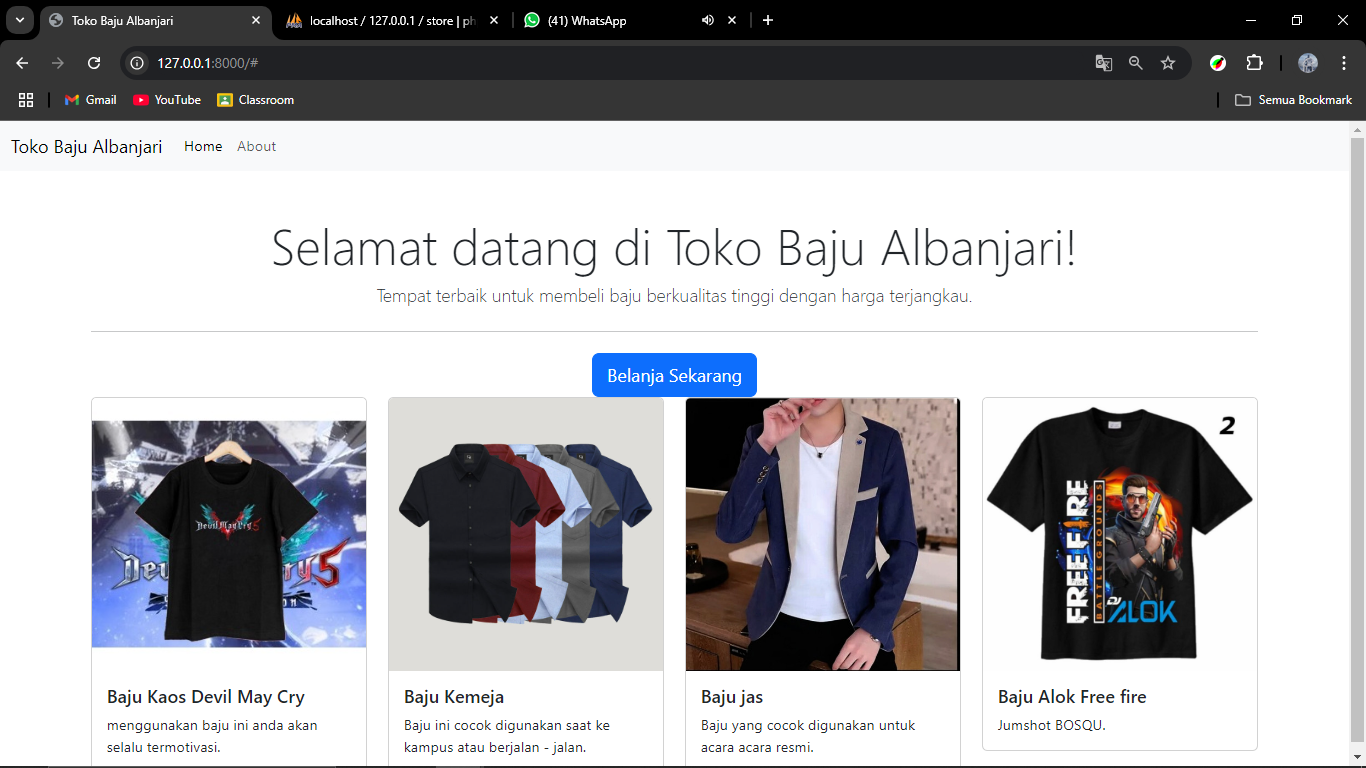 Toko Baju Albanjari
localhost / 127.0.0.1 / store | ph
(41) WhatsApp
127.0.0.1:8000/#
Gmail
YouTube
Classroom
Semua Bookmark
Toko Baju Albanjari
Home
About
Selamat datang di Toko Baju Albanjari!
Tempat terbaik untuk membeli baju berkualitas tinggi dengan harga terjangkau.
Belanja Sekarang
Devil May Cry 5
2
FREE FIRE
BATTLEGROUNDS
DJ
ALOK
Baju Kaos Devil May Cry
menggunakan baju ini anda akan
selalu termotivasi.
Baju Kemeja
Baju ini cocok digunakan saat ke
kampus atau berjalan - jalan.
Baju jas
Baju yang cocok digunakan untuk
acara acara resmi.
Baju Alok Free fire
Jumshot BOSQU.